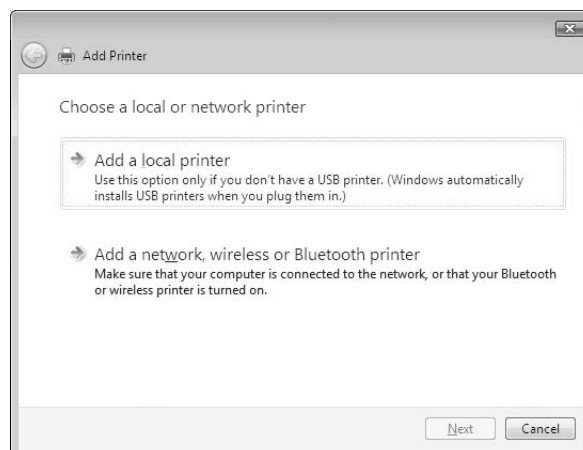 Add Printer
Choose a local or network printer
Add a local printer
Use this option only if you don't have a USB printer. (Windows automatically
installs USB printers when you plug them in.)
Add a network, wireless or Bluetooth printer
Make sure that your computer is connected to the network, or that your Bluetooth
or wireless printer is turned on.
Next
Cancel